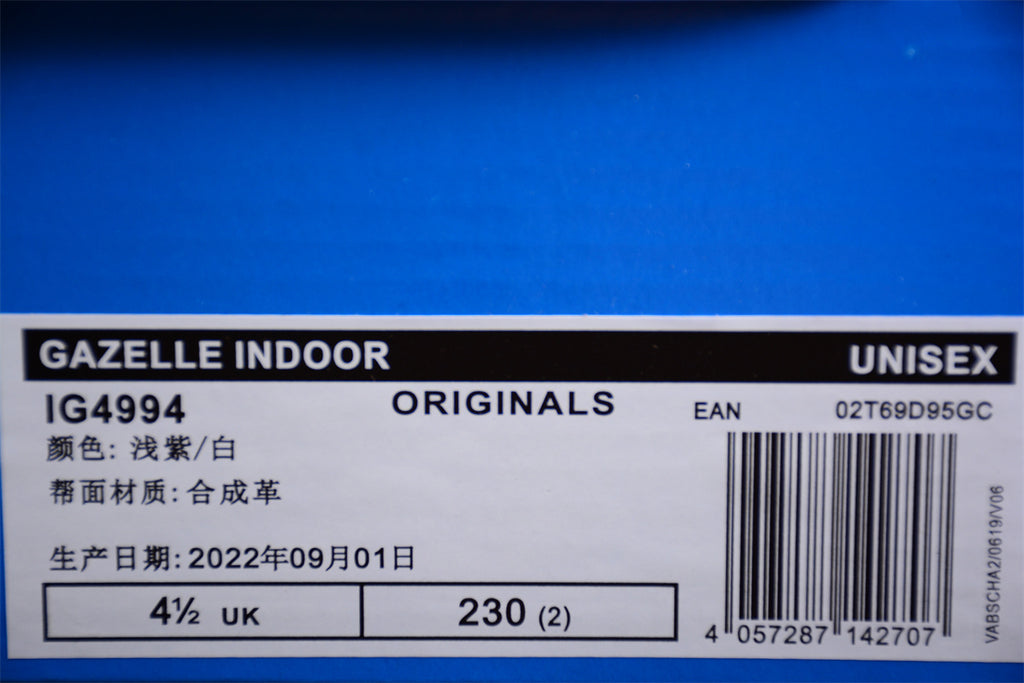 GAZELLE INDOOR UNISEX
IG4994 ORIGINALS EAN 02T69D95GC
颜色: 浅紫/白
帮面材质: 合成革
生产日期: 2022年09月01日
4½ UK 230 (2)
4 057287 142707
VABSCHA2/0619/V06